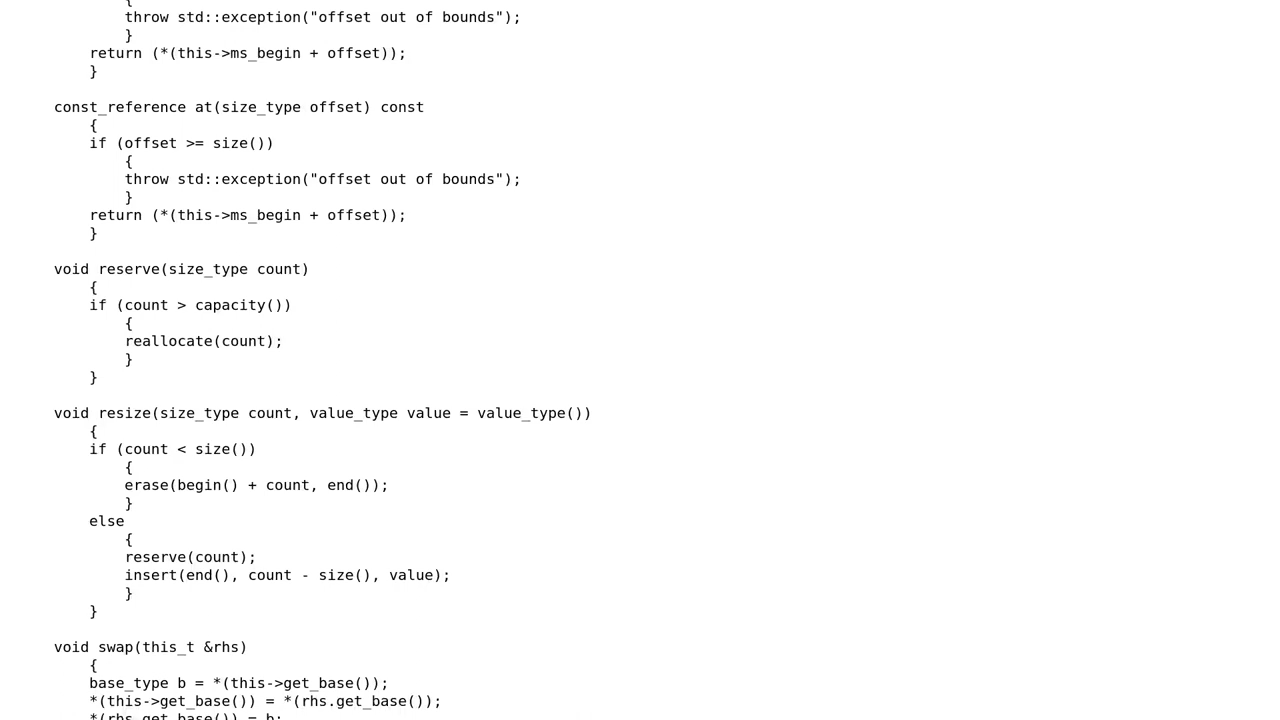 {
throw std::exception("offset out of bounds");
}
return (*(this->ms_begin + offset));
}

const_reference at(size_type offset) const
{
if (offset >= size())
{
throw std::exception("offset out of bounds");
}
return (*(this->ms_begin + offset));
}

void reserve(size_type count)
{
if (count > capacity())
{
reallocate(count);
}
}

void resize(size_type count, value_type value = value_type())
{
if (count < size())
{
erase(begin() + count, end());
}
else
{
reserve(count);
insert(end(), count - size(), value);
}
}

void swap(this_t &rhs)
{
base_type b = *(this->get_base());
*(this->get_base()) = *(rhs.get_base());
*(rhs.get_base()) = b;